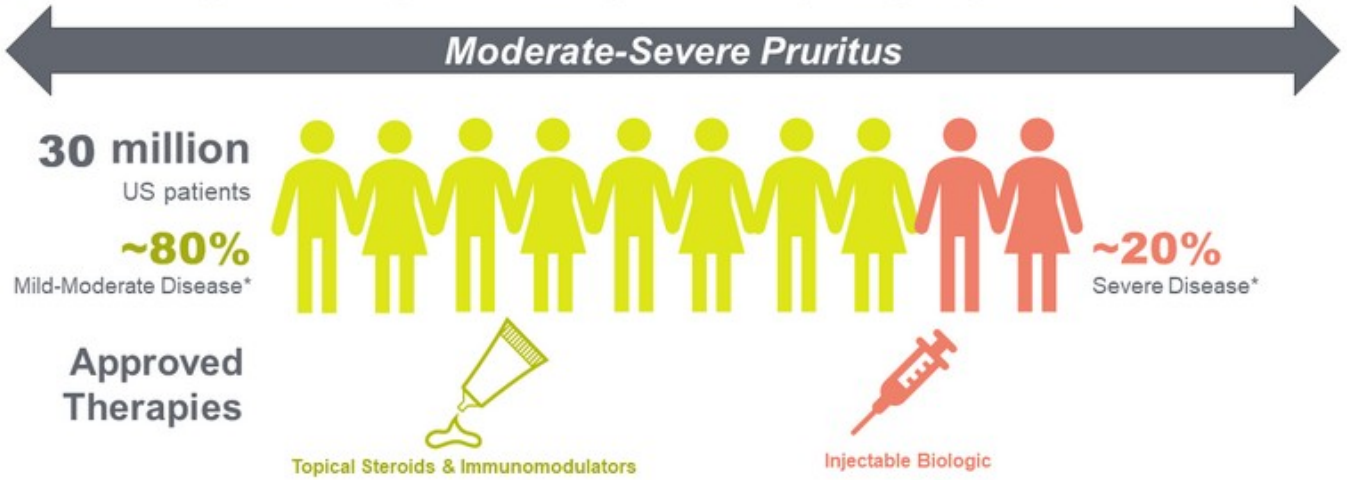 Moderate-Severe Pruritus
30 million
US patients
~80%
Mild-Moderate Disease*
~20%
Severe Disease*
Approved
Therapies
Topical Steroids & Immunomodulators
Injectable Biologic